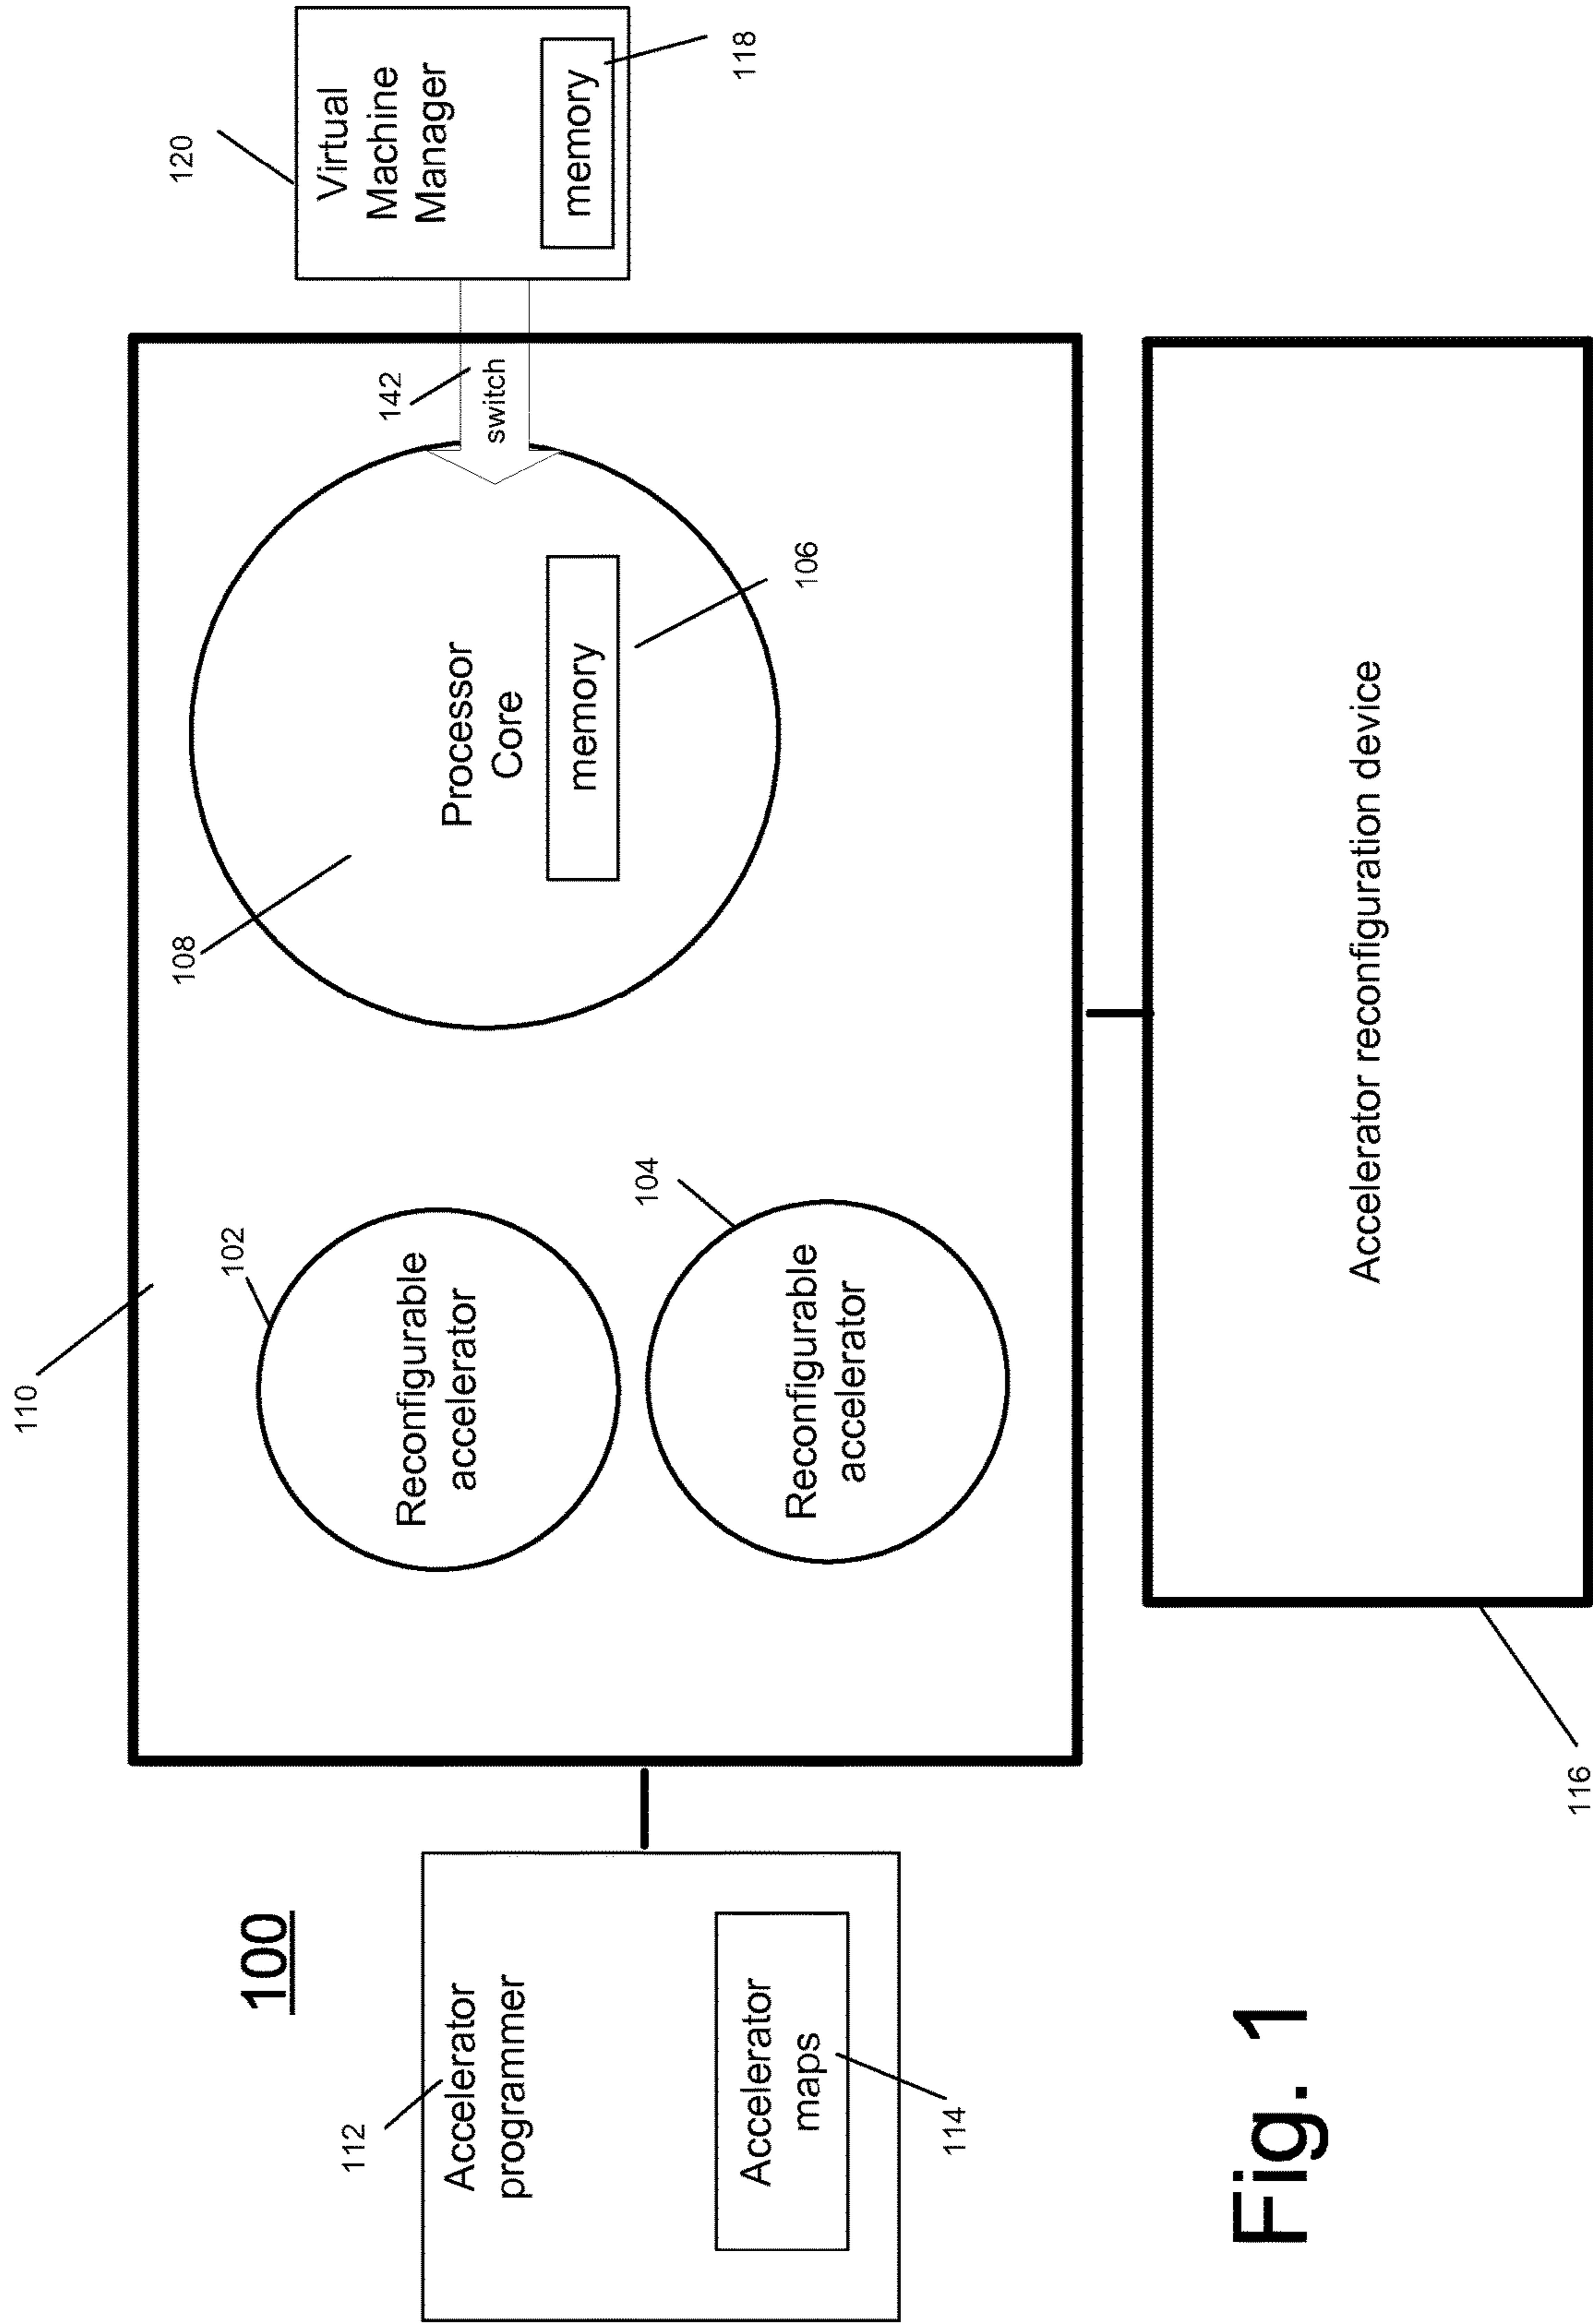 100
110
112
Accelerator
programmer
Accelerator
maps
114
102
Reconfigurable
accelerator
104
Reconfigurable
accelerator
108
Processor
Core
memory
106
142
switch
120
Virtual
Machine
Manager
memory
118
Accelerator reconfiguration device
116
Fig. 1